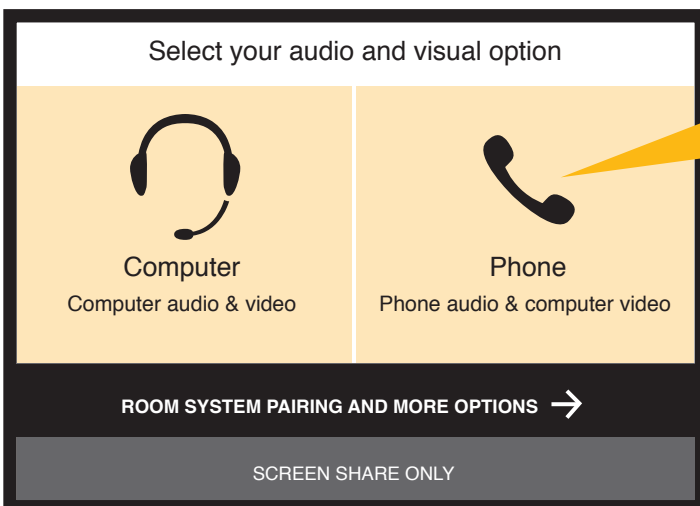 Select your audio and visual option
Computer
Computer audio & video
Phone
Phone audio & computer video
ROOM SYSTEM PAIRING AND MORE OPTIONS →
SCREEN SHARE ONLY